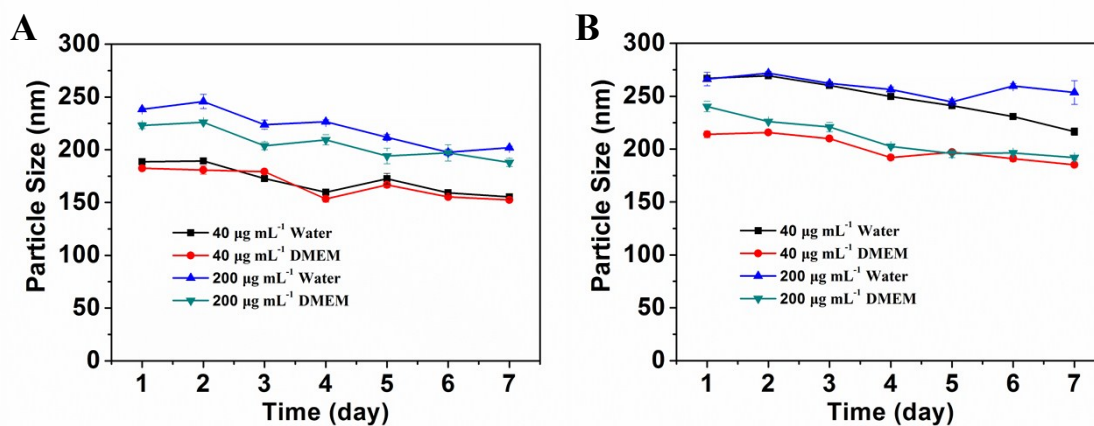 A
Particle Size (nm)
300
250
200
150
100
50
0
40 µg mL⁻¹ Water
40 µg mL⁻¹ DMEM
200 µg mL⁻¹ Water
200 µg mL⁻¹ DMEM
1 2 3 4 5 6 7
Time (day)
B
Particle Size (nm)
300
250
200
150
100
50
0
40 µg mL⁻¹ Water
40 µg mL⁻¹ DMEM
200 µg mL⁻¹ Water
200 µg mL⁻¹ DMEM
1 2 3 4 5 6 7
Time (day)